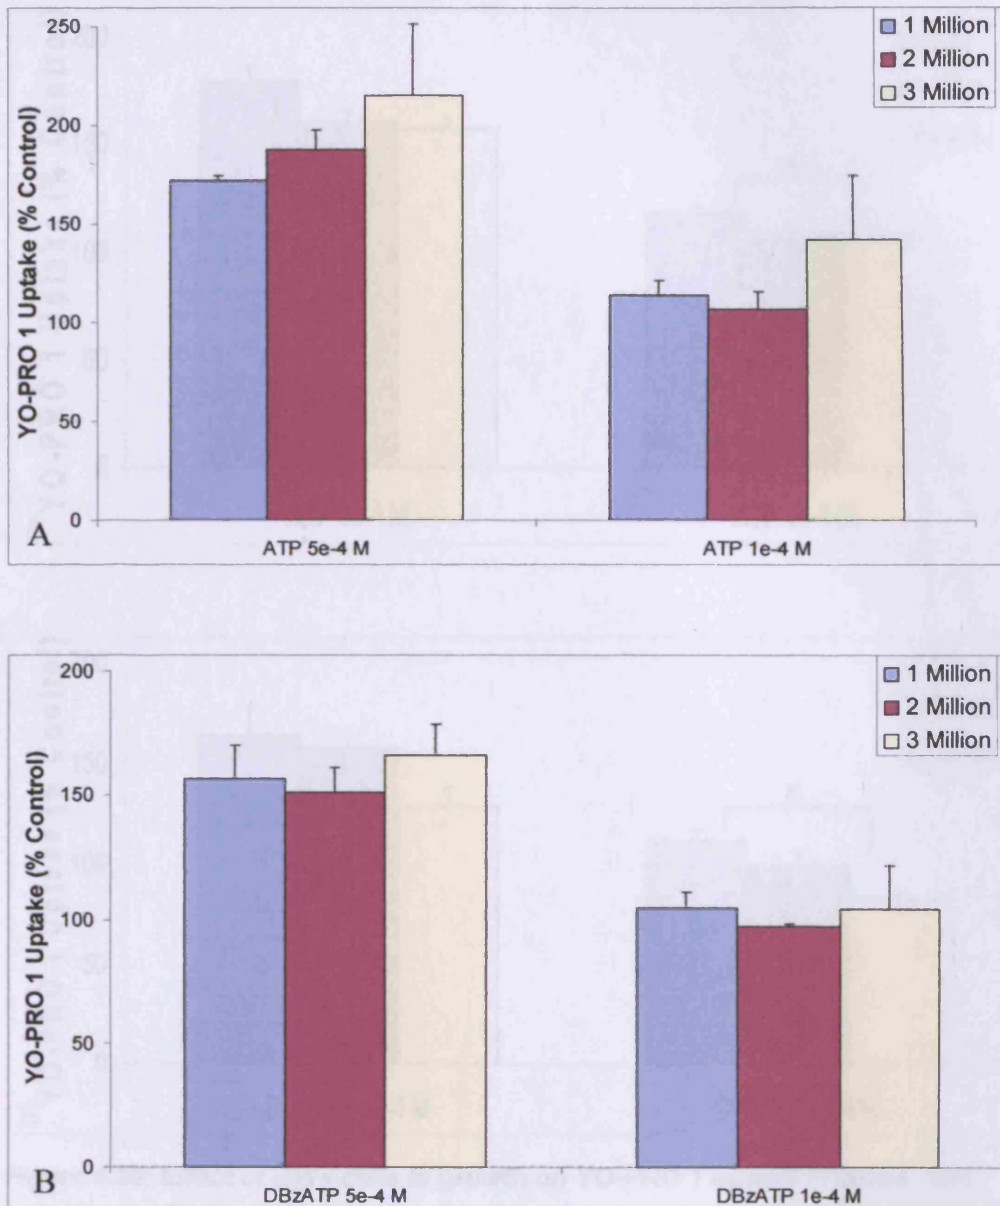 250
200
150
100
50
0
YO-PRO 1 Uptake (% Control)
1 Million
2 Million
3 Million
A
ATP 5e-4 M
ATP 1e-4 M
200
150
100
50
0
YO-PRO 1 Uptake (% Control)
1 Million
2 Million
3 Million
B
DBzATP 5e-4 M
DBzATP 1e-4 M